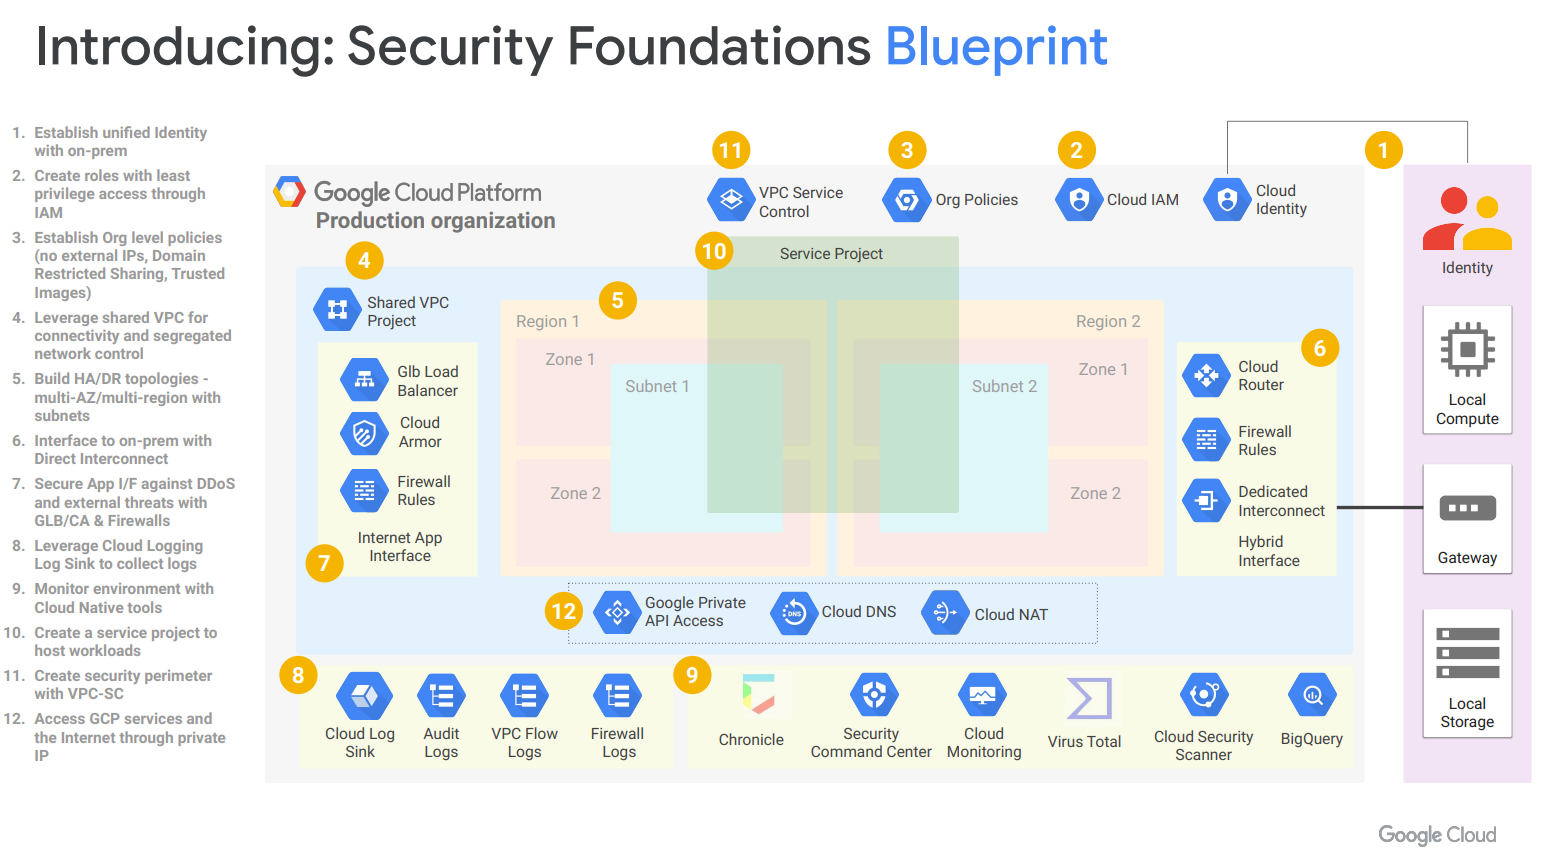 Introducing: Security Foundations Blueprint
1. Establish unified Identity
with on-prem
2. Create roles with least
privilege access through
IAM
3. Establish Org level policies
(no external IPs, Domain
Restricted Sharing, Trusted
Images)
4. Leverage shared VPC for
connectivity and segregated
network control
5. Build HA/DR topologies -
multi-AZ/multi-region with
subnets
6. Interface to on-prem with
Direct Interconnect
7. Secure App I/F against DDoS
and external threats with
GLB/CA & Firewalls
8. Leverage Cloud Logging
Log Sink to collect logs
9. Monitor environment with
Cloud Native tools
10. Create a service project to
host workloads
11. Create security perimeter
with VPC-SC
12. Access GCP services and
the Internet through private
IP
Google Cloud Platform
Production organization
11
VPC Service
Control
3
Org Policies
2
Cloud IAM
Cloud
Identity
1
Identity
Local
Compute
Gateway
Local
Storage
10
Service Project
4
Shared VPC
Project
Glb Load
Balancer
Cloud
Armor
Firewall
Rules
Internet App
Interface
7
5
Region 1
Zone 1
Subnet 1
Zone 2
Region 2
Zone 1
Subnet 2
Zone 2
6
Cloud
Router
Firewall
Rules
Dedicated
Interconnect
Hybrid
Interface
12
Google Private
API Access
DNS
Cloud DNS
Cloud NAT
8
Cloud Log
Sink
Audit
Logs
VPC Flow
Logs
Firewall
Logs
9
Chronicle
Security
Command Center
Cloud
Monitoring
Virus Total
Cloud Security
Scanner
BigQuery
Google Cloud